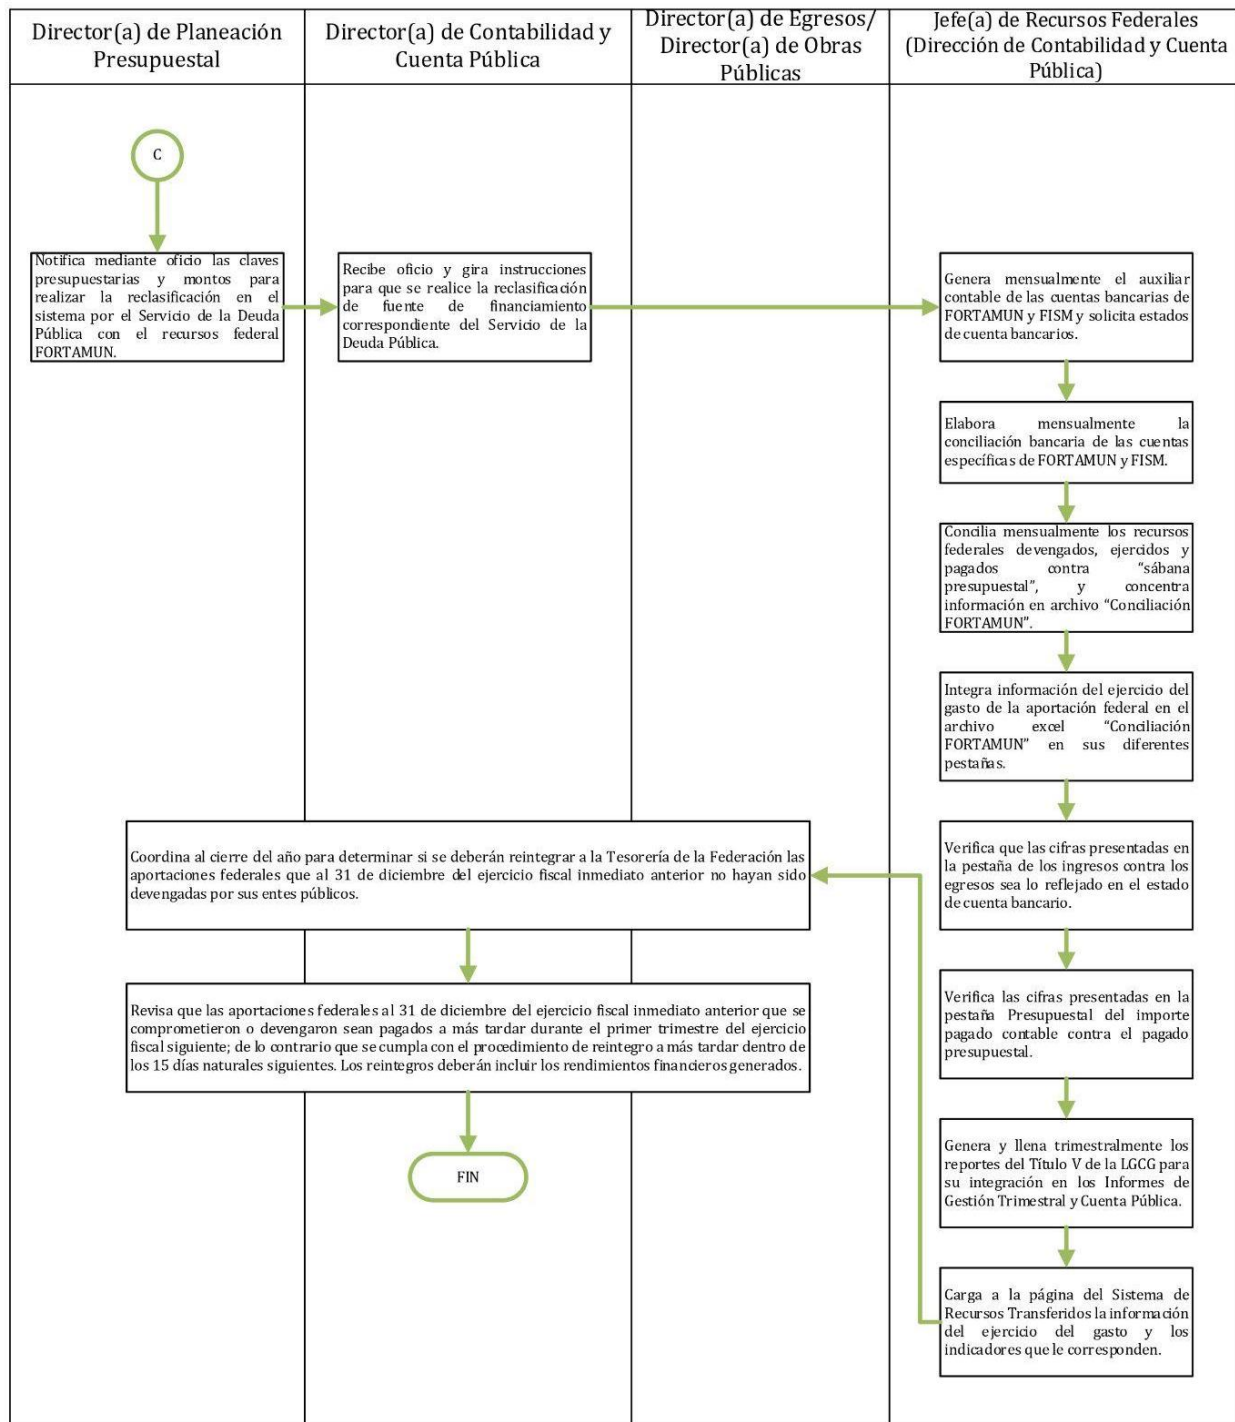 Director(a) de Planeación
Presupuestal
Director(a) de Contabilidad y
Cuenta Pública
Director(a) de Egresos/
Director(a) de Obras
Públicas
Jefe(a) de Recursos Federales
(Dirección de Contabilidad y Cuenta
Pública)
C
Notifica mediante oficio las claves
presupuestarias y montos para
realizar la reclasificación en el
sistema por el Servicio de la Deuda
Pública con el recursos federal
FORTAMUN.
Recibe oficio y gira instrucciones
para que se realice la reclasificación
de fuente de financiamiento
correspondiente del Servicio de la
Deuda Pública.
Genera mensualmente el auxiliar
contable de las cuentas bancarias de
FORTAMUN y FISM y solicita estados
de cuenta bancarios.
Elabora mensualmente la
conciliación bancaria de las cuentas
específicas de FORTAMUN y FISM.
Concilia mensualmente los recursos
federales devengados, ejercidos y
pagados contra “sábana
presupuestal”, y concentra
información en archivo “Conciliación
FORTAMUN”.
Integra información del ejercicio del
gasto de la aportación federal en el
archivo excel “Conciliación
FORTAMUN” en sus diferentes
pestañas.
Verifica que las cifras presentadas en
la pestaña de los ingresos contra los
egresos sea lo reflejado en el estado
de cuenta bancario.
Verifica las cifras presentadas en la
pestaña Presupuestal del importe
pagado contable contra el pagado
presupuestal.
Genera y llena trimestralmente los
reportes del Título V de la LGCG para
su integración en los Informes de
Gestión Trimestral y Cuenta Pública.
Carga a la página del Sistema de
Recursos Transferidos la información
del ejercicio del gasto y los
indicadores que le corresponden.
Coordina al cierre del año para determinar si se deberán reintegrar a la Tesorería de la Federación las
aportaciones federales que al 31 de diciembre del ejercicio fiscal inmediato anterior no hayan sido
devengadas por sus entes públicos.
Revisa que las aportaciones federales al 31 de diciembre del ejercicio fiscal inmediato anterior que se
comprometieron o devengaron sean pagados a más tardar durante el primer trimestre del ejercicio
fiscal siguiente; de lo contrario que se cumpla con el procedimiento de reintegro a más tardar dentro de
los 15 días naturales siguientes. Los reintegros deberán incluir los rendimientos financieros generados.
FIN